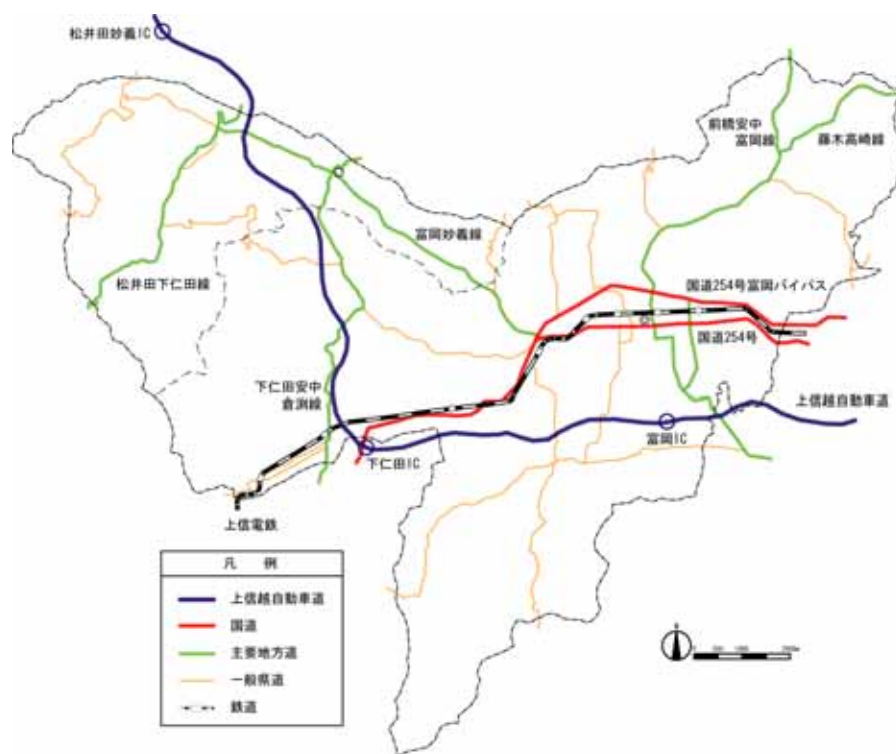 松井田妙義IC
前橋安中
富岡線
藤木高崎線
富岡妙義線
松井田下仁田線
国道254号富岡バイパス
国道254号
下仁田安中
倉渕線
上信越自動車道
富岡IC
下仁田IC
上信電鉄
凡 例
上信越自動車道
国道
主要地方道
一般県道
鉄道